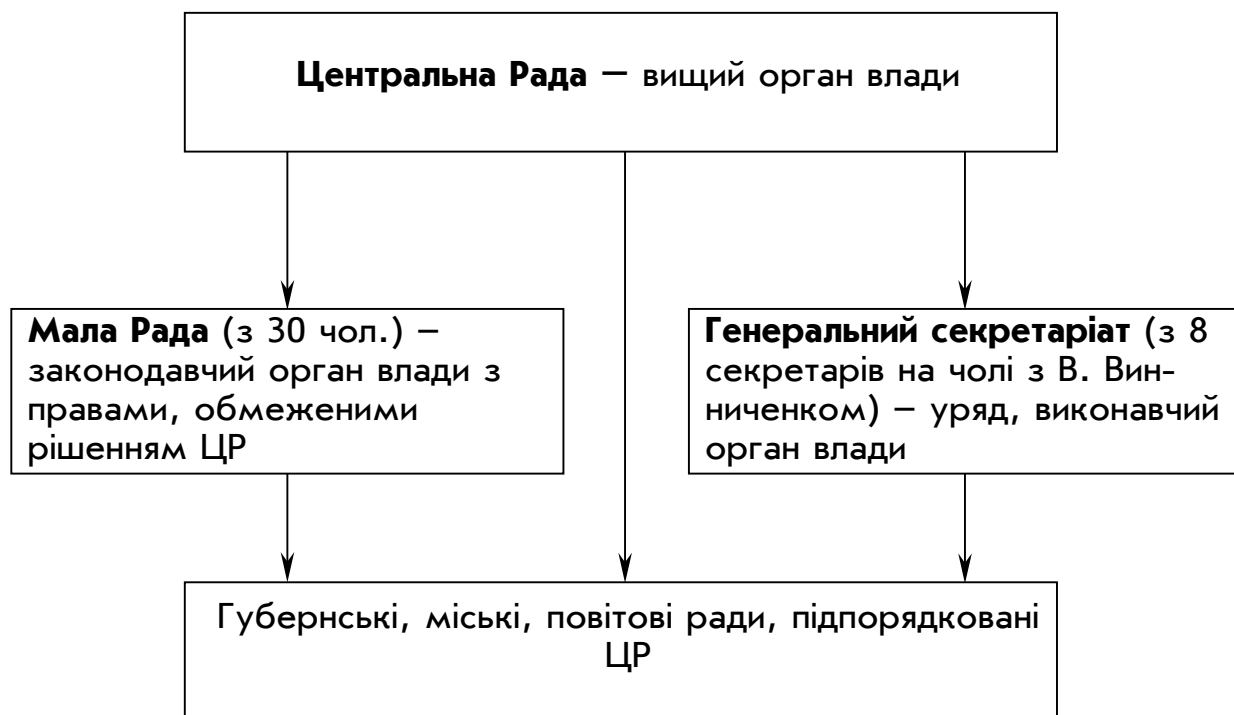 Центральна Рада – вищий орган влади
Мала Рада (з 30 чол.) –
законодавчий орган влади з
правами, обмеженими
рішенням ЦР
Генеральний секретаріат (з 8
секретарів на чолі з В. Вин-
ниченком) – уряд, виконавчий
орган влади
Губернські, міські, повітові ради, підпорядковані
ЦР